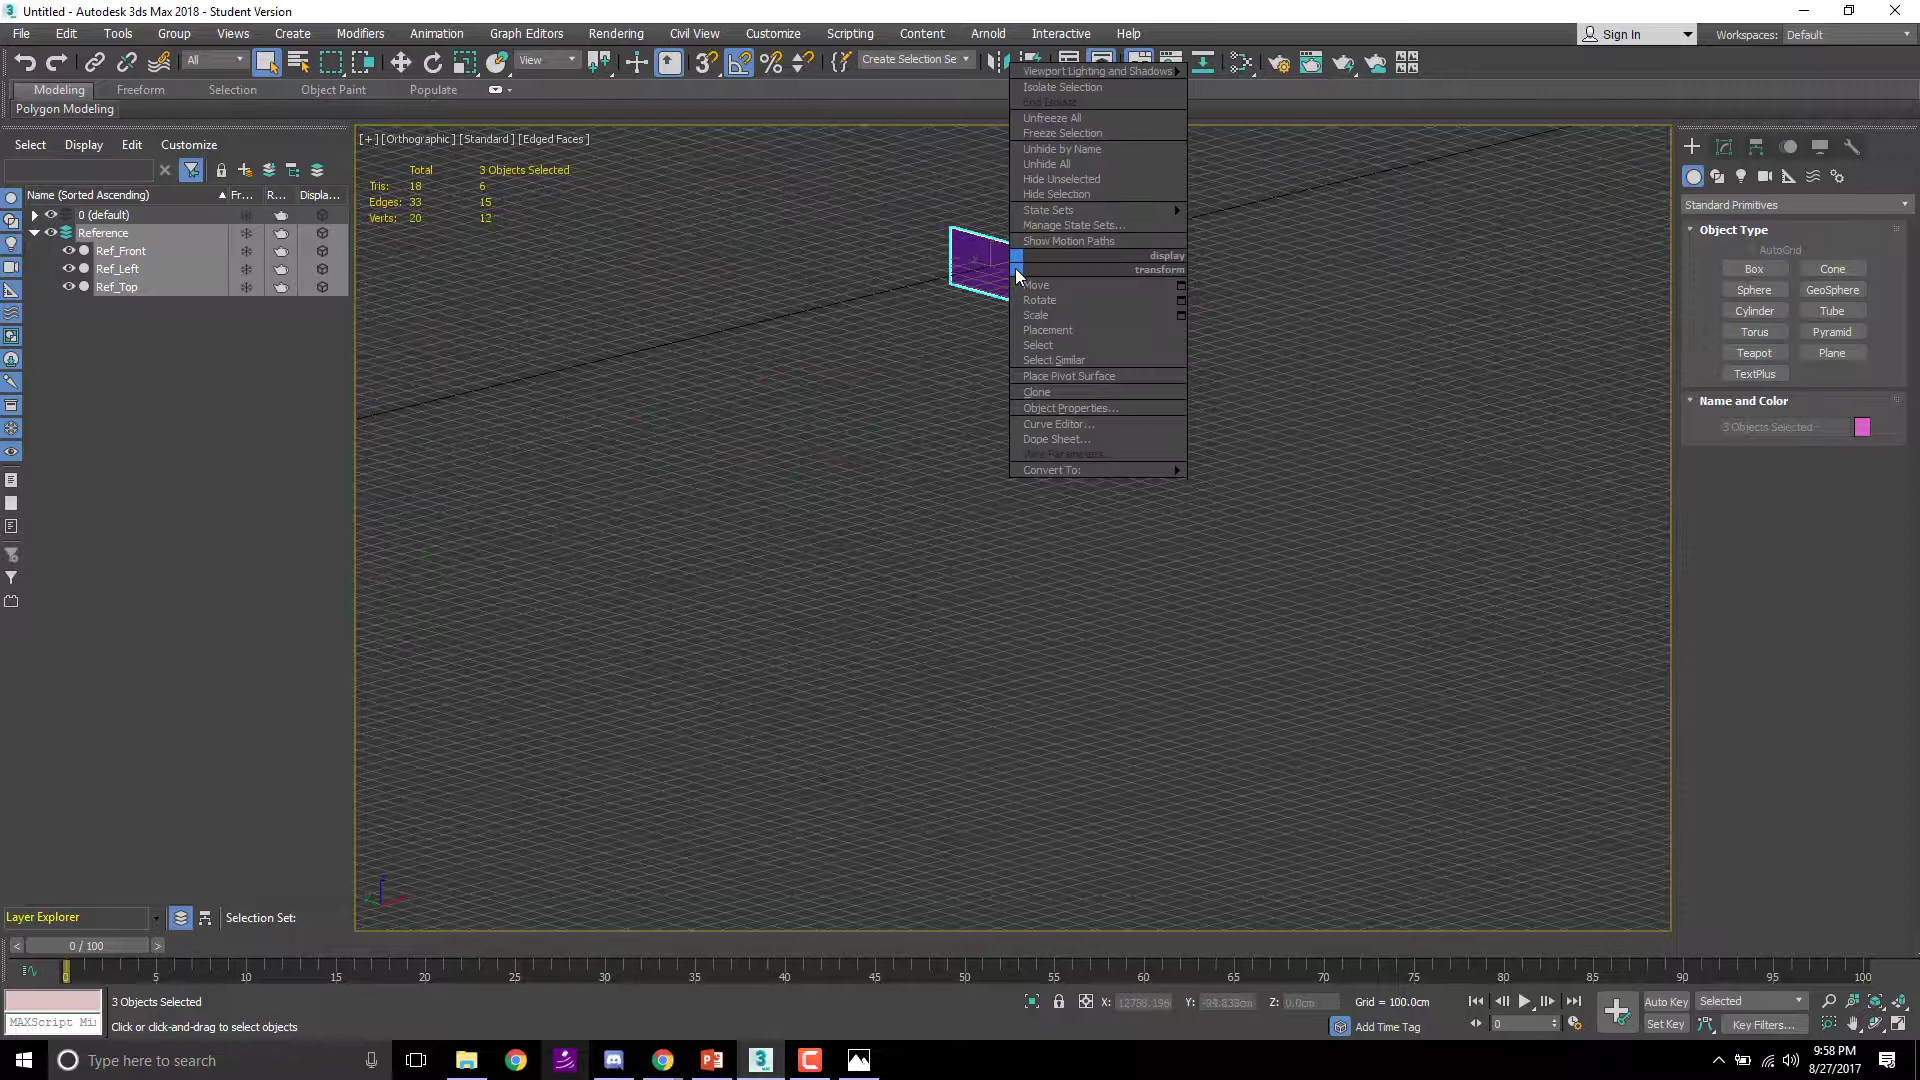 Untitled - Autodesk 3ds Max 2018 - Student Version
File Edit Tools Group Views Create Modifiers Animation Graph Editors Rendering Civil View Customize Scripting Content Arnold Interactive Help
Sign In
Workspaces: Default
All
View
Create Selection Se
Modeling Freeform Selection Object Paint Populate
Polygon Modeling
Select Display Edit Customize
Name (Sorted Ascending) Fr... R... Displa...
0 (default)
Reference
Ref_Front
Ref_Left
Ref_Top
[+] [Orthographic] [Standard] [Edged Faces]
Total 3 Objects Selected
Tris: 18 6
Edges: 33 15
Verts: 20 12
Viewport Lighting and Shadows
Isolate Selection
End Isolate
Unfreeze All
Freeze Selection
Unhide by Name
Unhide All
Hide Unselected
Hide Selection
State Sets
Manage State Sets...
Show Motion Paths
display
transform
Move
Rotate
Scale
Placement
Select
Select Similar
Place Pivot Surface
Clone
Object Properties...
Curve Editor...
Dope Sheet...
Wire Parameters...
Convert To:
Standard Primitives
Object Type
AutoGrid
Box Cone
Sphere GeoSphere
Cylinder Tube
Torus Pyramid
Teapot Plane
TextPlus
Name and Color
3 Objects Selected
Layer Explorer
Selection Set:
< 0 / 100 >
0 5 10 15 20 25 30 35 40 45 50 55 60 65 70 75 80 85 90 95 100
3 Objects Selected
MAXScript Mi
Click or click-and-drag to select objects
X: 12758.196 Y: -94.833cm Z: 0.0cm Grid = 100.0cm
Add Time Tag
0
Auto Key Selected
Set Key Key Filters...
Type here to search
9:58 PM
8/27/2017